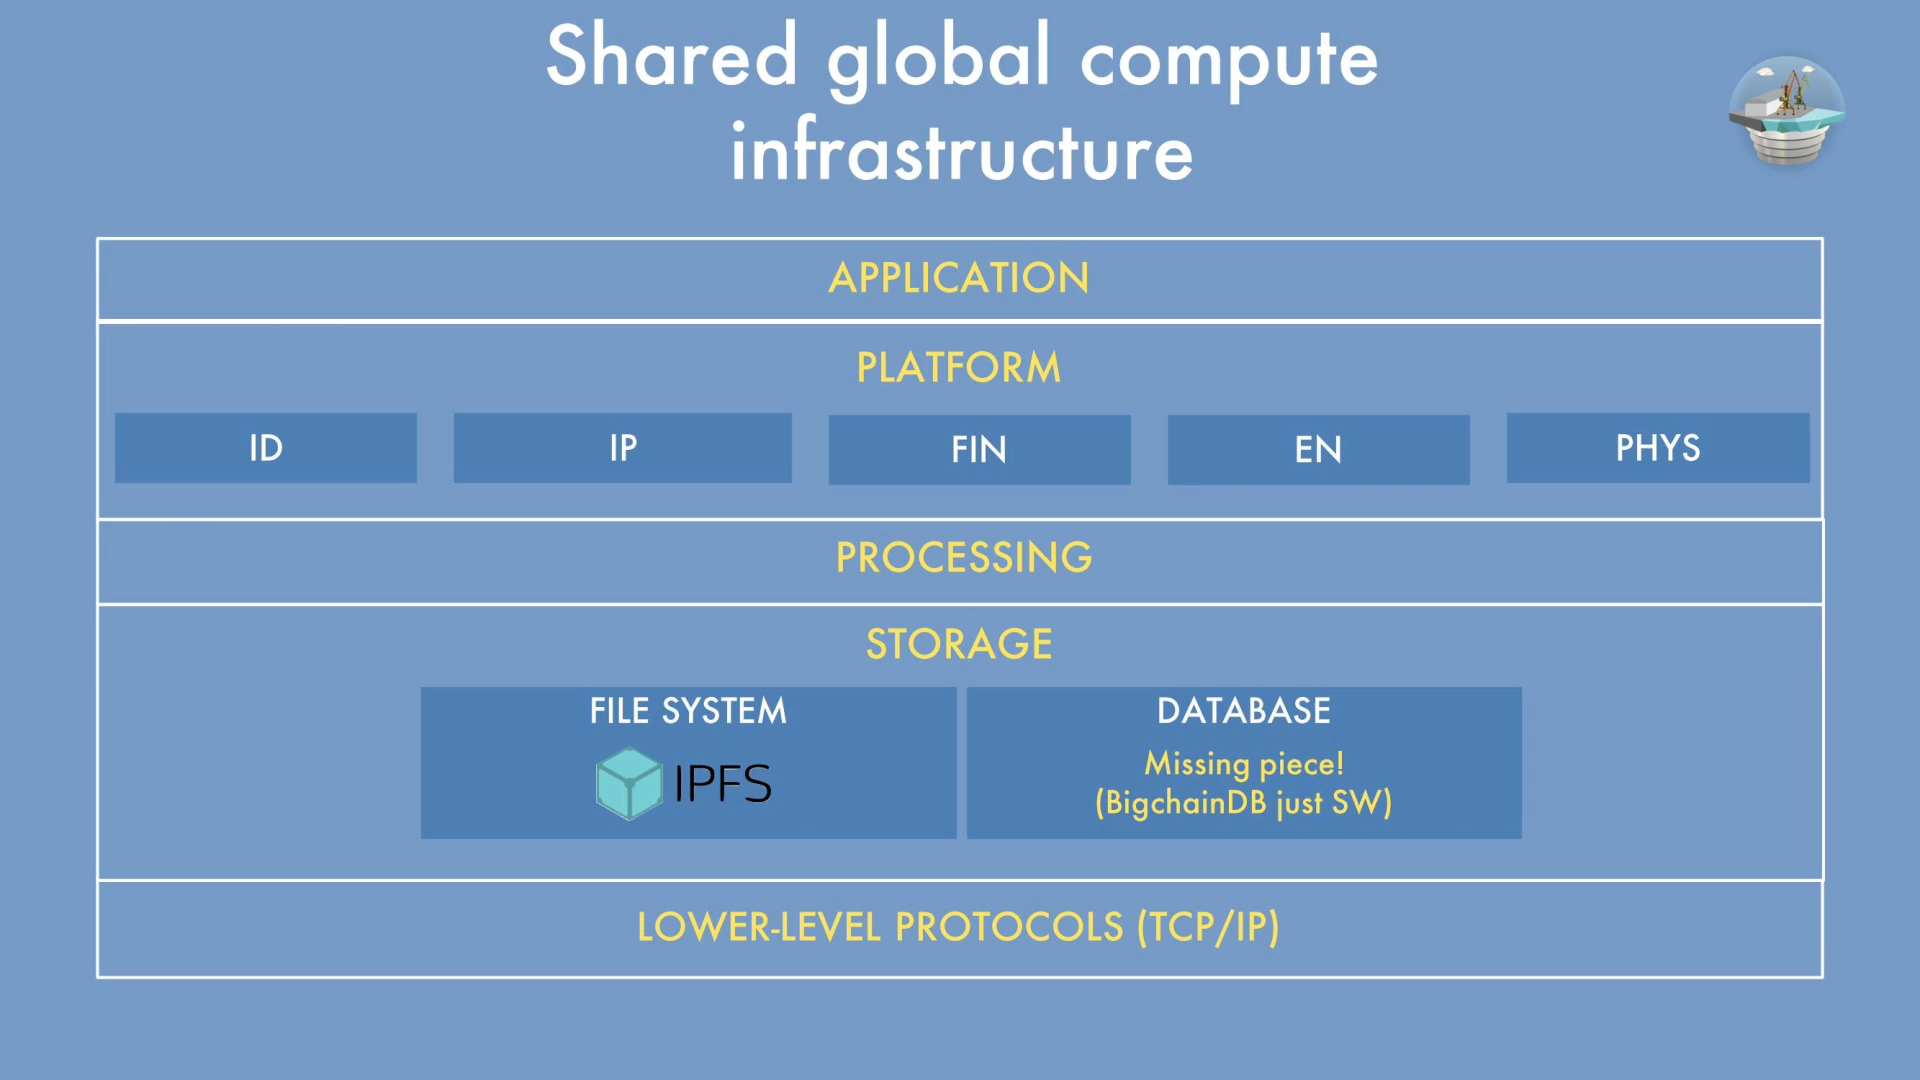 Shared global compute
infrastructure
APPLICATION
PLATFORM
ID
IP
FIN
EN
PHYS
PROCESSING
STORAGE
FILE SYSTEM
IPFS
DATABASE
Missing piece!
(BigchainDB just SW)
LOWER-LEVEL PROTOCOLS (TCP/IP)